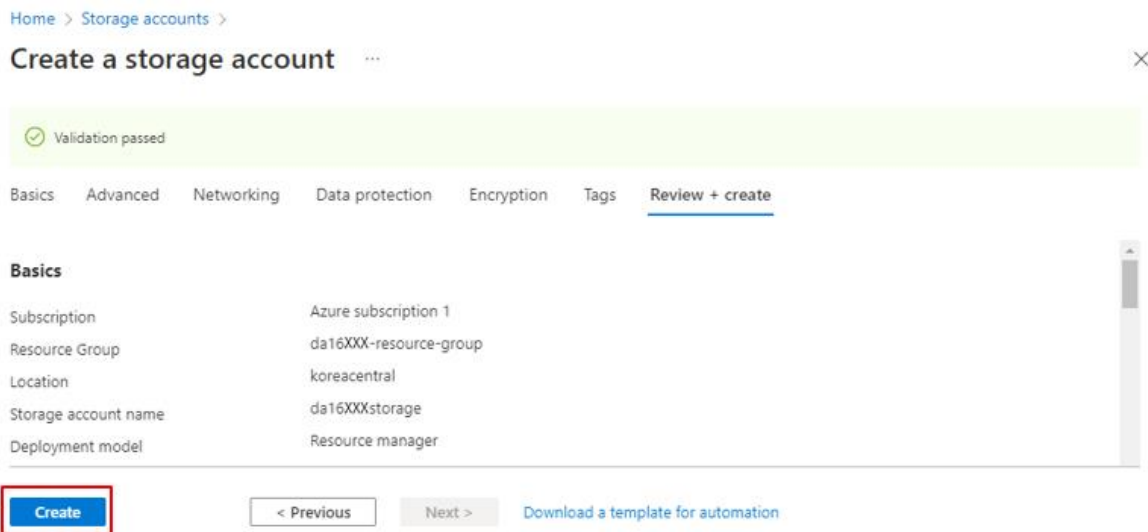 Home > Storage accounts >
Create a storage account ...
Validation passed
Basics Advanced Networking Data protection Encryption Tags Review + create
Basics
Subscription Azure subscription 1
Resource Group da16XXX-resource-group
Location koreacentral
Storage account name da16XXXstorage
Deployment model Resource manager
Create < Previous Next > Download a template for automation